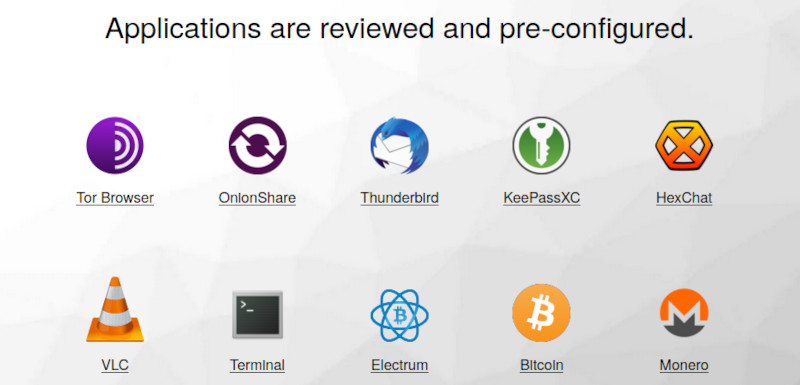 Applications are reviewed and pre-configured.
Tor Browser OnionShare Thunderbird KeePassXC HexChat
>_
VLC Terminal Electrum Bitcoin Monero